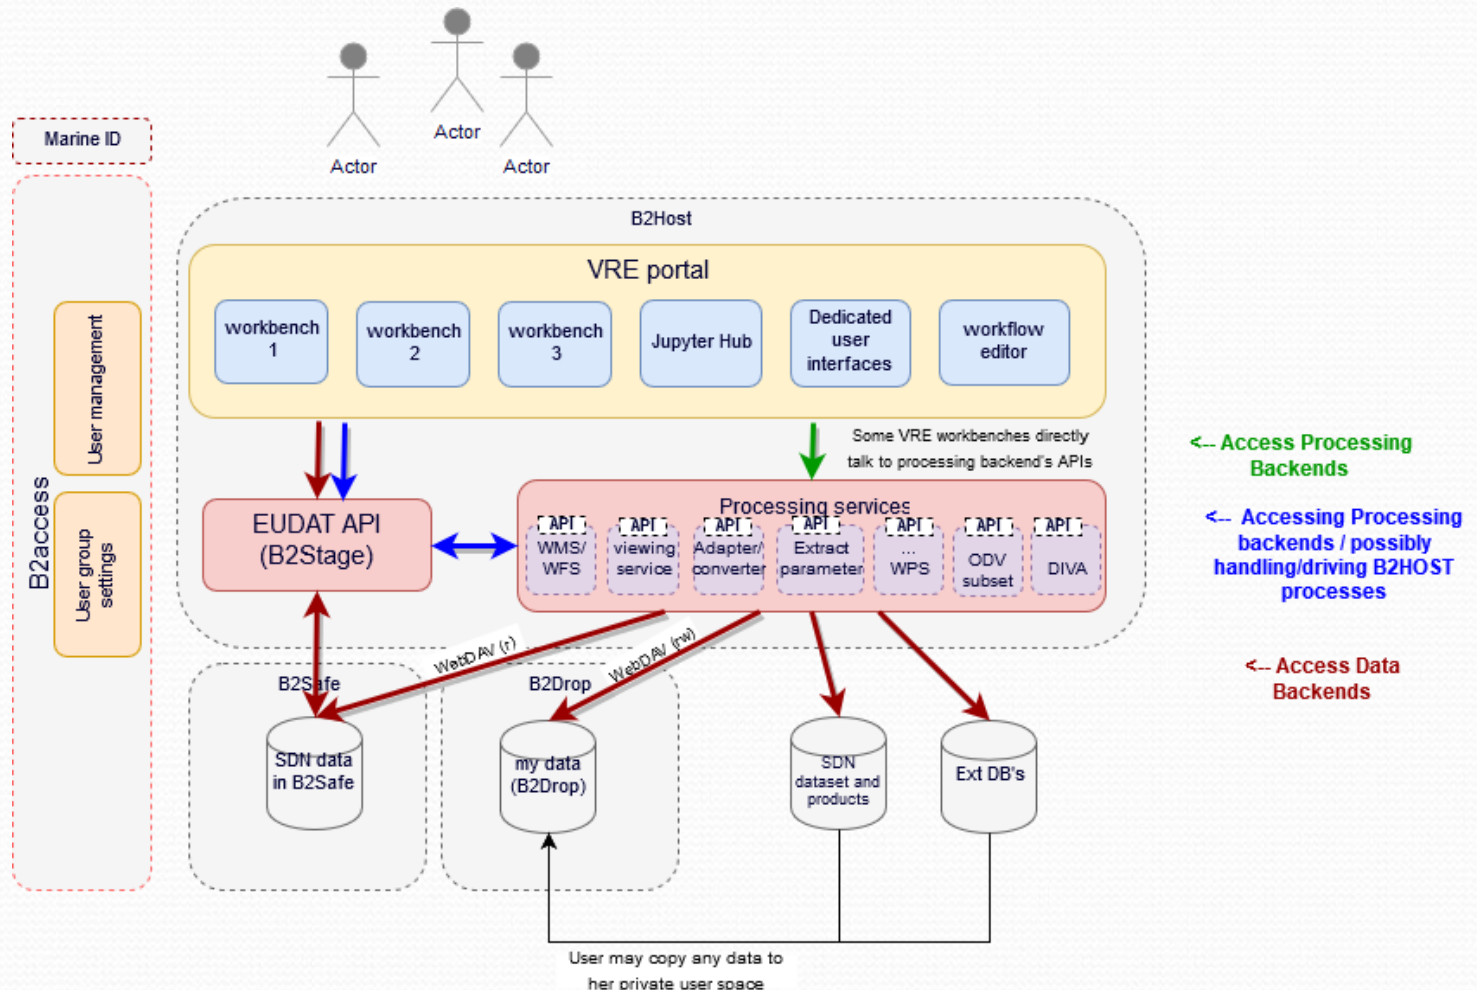 Actor
Actor
Actor
Marine ID
B2access
User management
User group
settings
B2Host
VRE portal
workbench
1
workbench
2
workbench
3
Jupyter Hub
Dedicated
user
interfaces
workflow
editor
Some VRE workbenches directly
talk to processing backend's APIs
EUDAT API
(B2Stage)
Processing services
API
WMS/
WFS
API
viewing
service
API
Adapter/
converter
API
Extract
parameter
API
...
WPS
API
ODV
subset
API
DIVA
WebDAV (r)
WebDAV (rw)
B2Safe
SDN data
in B2Safe
B2Drop
my data
(B2Drop)
SDN
dataset and
products
Ext DB's
User may copy any data to
her private user space
<-- Access Processing
Backends
<-- Accessing Processing
backends / possibly
handling/driving B2HOST
processes
<-- Access Data
Backends